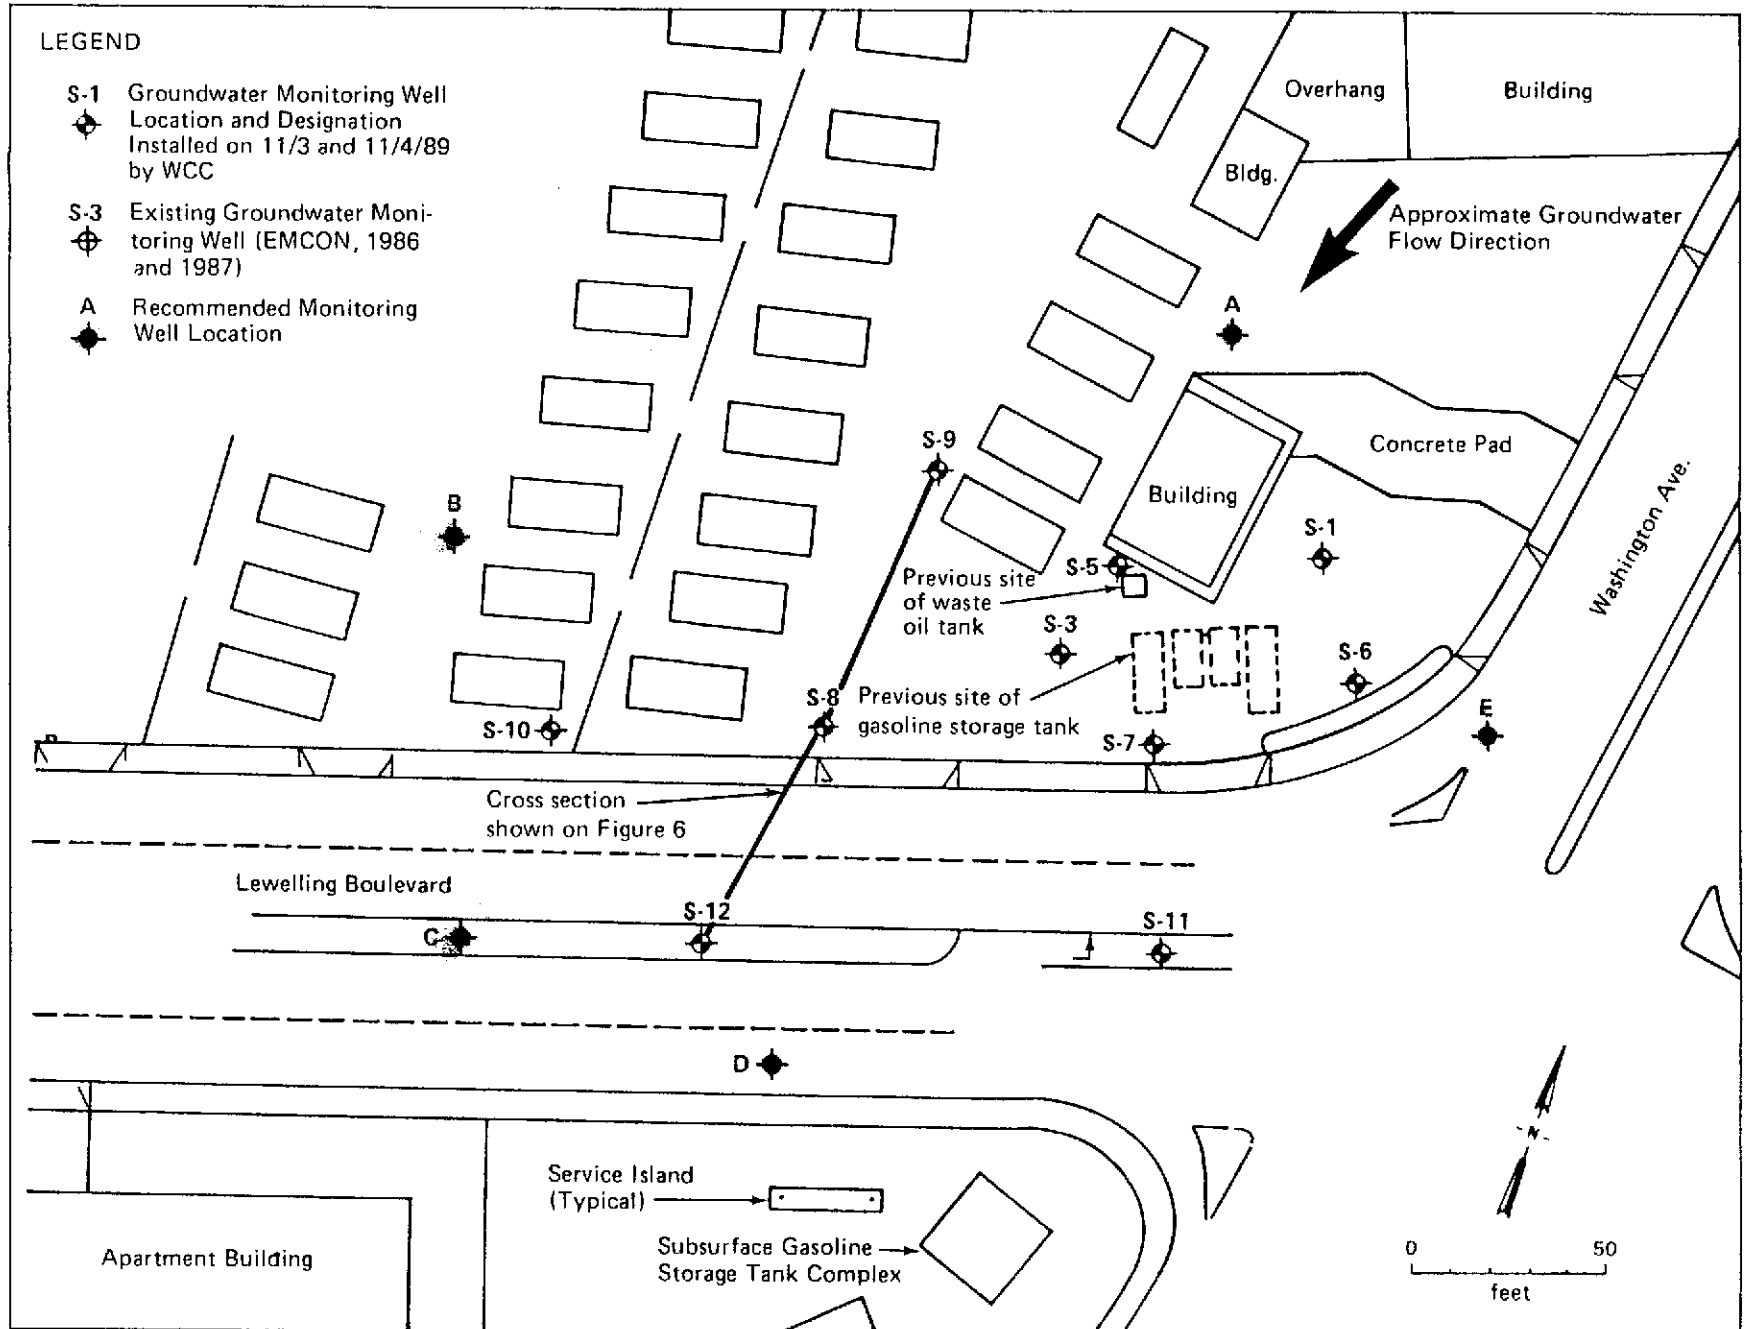 LEGEND
S-1 Groundwater Monitoring Well
Location and Designation
Installed on 11/3 and 11/4/89
by WCC
S-3 Existing Groundwater Moni-
toring Well (EMCON, 1986
and 1987)
A Recommended Monitoring
Well Location
Overhang
Building
Bldg.
Approximate Groundwater
Flow Direction
A
Concrete Pad
Washington Ave.
S-9
Building
B
S-1
S-5
Previous site
of waste
oil tank
S-3
S-6
S-8
Previous site of
gasoline storage tank
E
S-10
S-7
Cross section
shown on Figure 6
Lewelling Boulevard
S-12
C
S-11
D
N
Service Island
(Typical)
Subsurface Gasoline
Storage Tank Complex
Apartment Building
0 50
feet